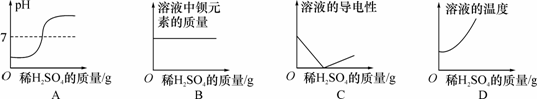 pH
7
O
稀H₂SO₄的质量/g
A
溶液中钡元
素的质量
O
稀H₂SO₄的质量/g
B
溶液的导电性
O
稀H₂SO₄的质量/g
C
溶液的温度
O
稀H₂SO₄的质量/g
D